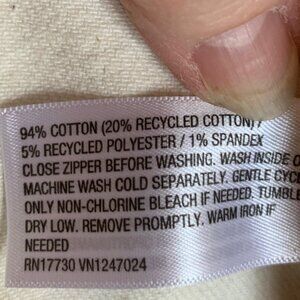 94% COTTON (20% RECYCLED COTTON) /
5% RECYCLED POLYESTER / 1% SPANDEX
CLOSE ZIPPER BEFORE WASHING. WASH INSIDE O
MACHINE WASH COLD SEPARATELY. GENTLE CYC
ONLY NON-CHLORINE BLEACH IF NEEDED. TUMBL
DRY LOW. REMOVE PROMPTLY. WARM IRON IF
NEEDED
RN17730 VN1247024